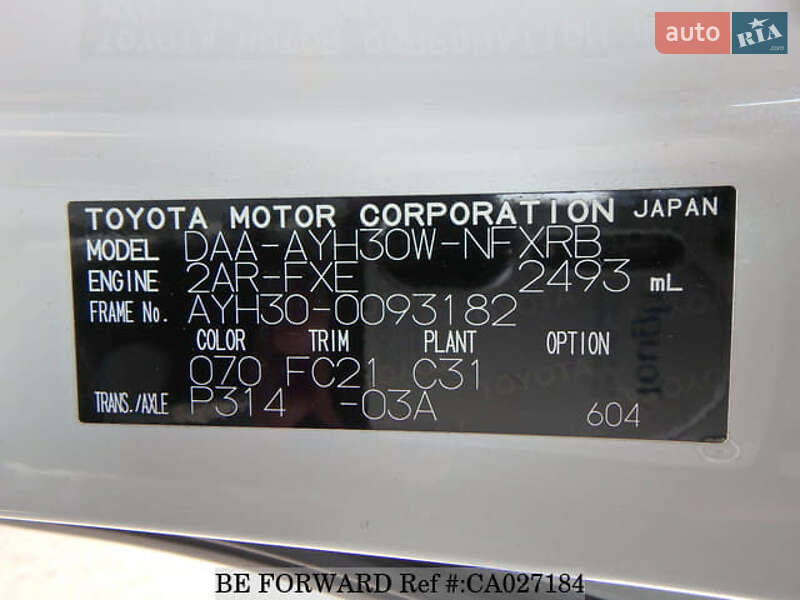 auto RIA
TOYOTA MOTOR CORPORATION JAPAN
MODEL DAA-AYH30W-NFXRB
ENGINE 2AR-FXE 2493 mL
FRAME No. AYH30-0093182
COLOR TRIM PLANT OPTION
070 FC21 C31
TRANS./AXLE P314 -03A 604
BE FORWARD Ref #:CA027184